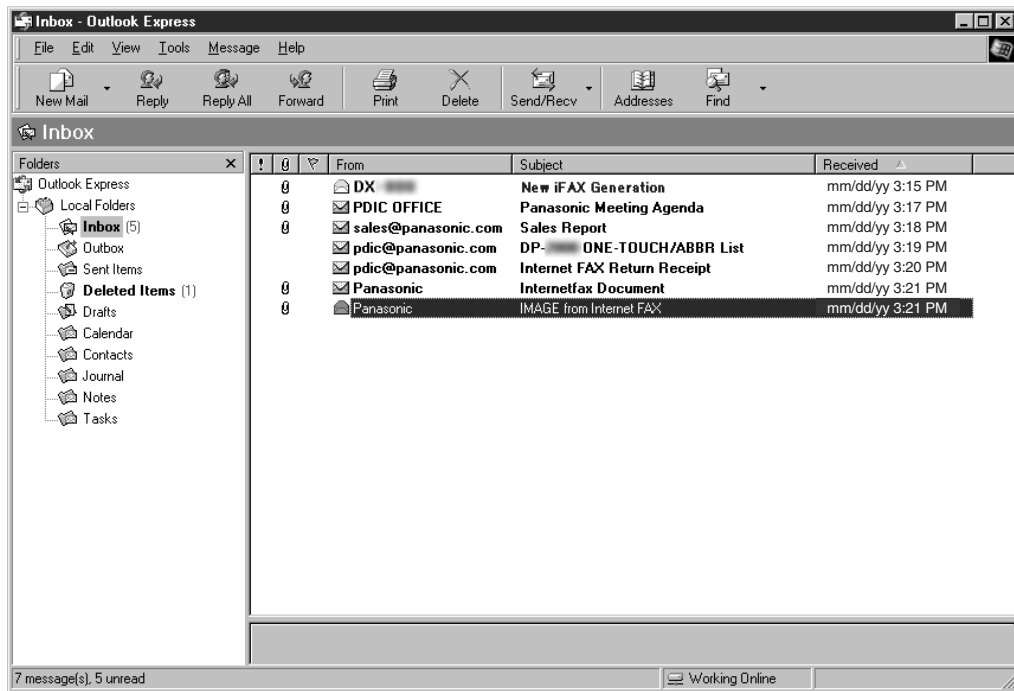 Inbox - Outlook Express
File Edit View Tools Message Help
New Mail Reply Reply All Forward Print Delete Send/Recv Addresses Find
Inbox
Folders x ! From Subject Received
Outlook Express
Local Folders
Inbox (5)
Outbox
Sent Items
Deleted Items (1)
Drafts
Calendar
Contacts
Journal
Notes
Tasks
DX- New iFAX Generation mm/dd/yy 3:15 PM
PDIC OFFICE Panasonic Meeting Agenda mm/dd/yy 3:17 PM
sales@panasonic.com Sales Report mm/dd/yy 3:18 PM
pdic@panasonic.com DP- ONE-TOUCH/ABBR List mm/dd/yy 3:19 PM
pdic@panasonic.com Internet FAX Return Receipt mm/dd/yy 3:20 PM
Panasonic Internetfax Document mm/dd/yy 3:21 PM
Panasonic IMAGE from Internet FAX mm/dd/yy 3:21 PM
7 message(s), 5 unread Working Online